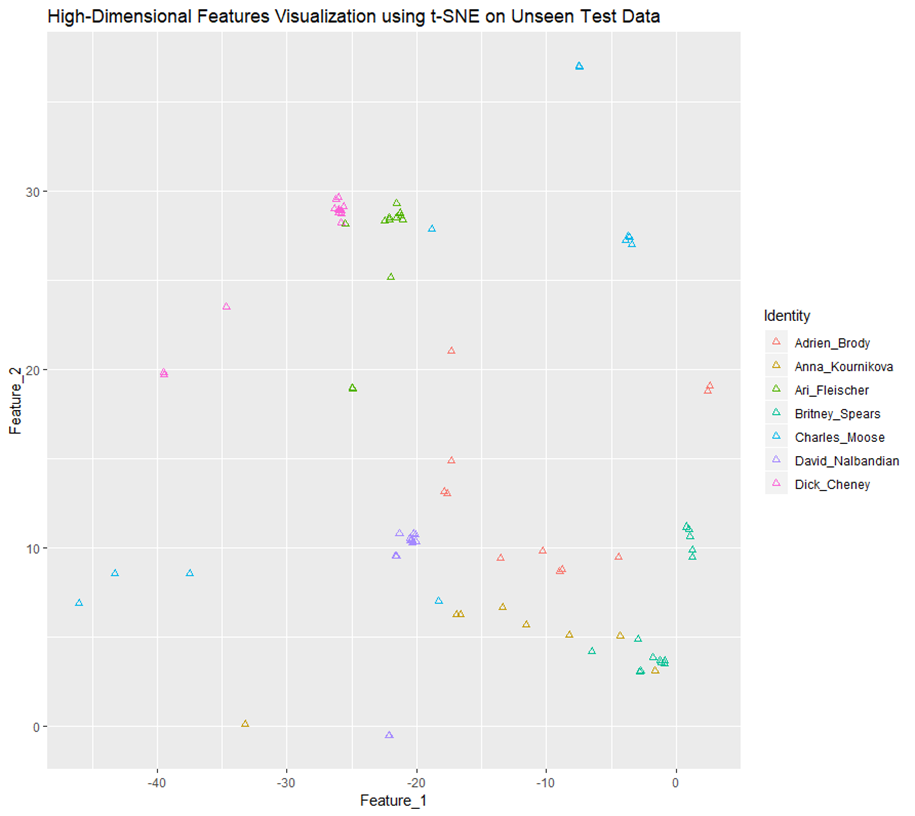 High-Dimensional Features Visualization using t-SNE on Unseen Test Data
Feature_2
30
20
10
0
-40
-30
-20
-10
0
Feature_1
Identity
Adrien_Brody
Anna_Kournikova
Ari_Fleischer
Britney_Spears
Charles_Moose
David_Nalbandian
Dick_Cheney